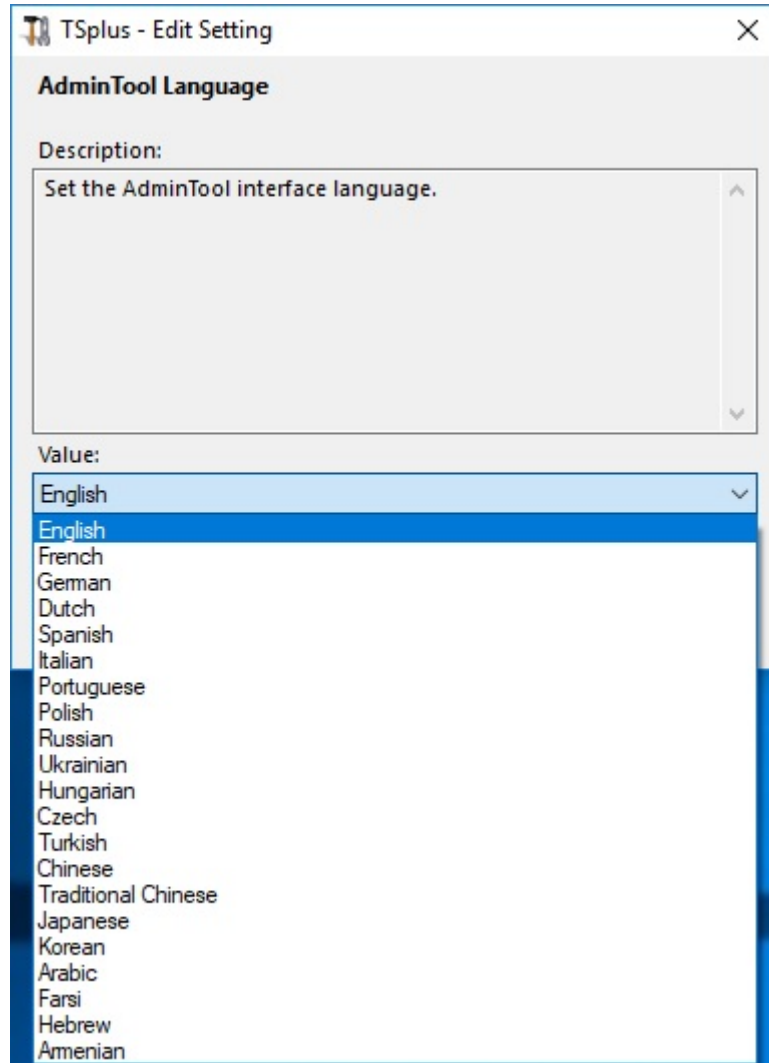 TSplus - Edit Setting
AdminTool Language
Description:
Set the AdminTool interface language.
Value:
English
English
French
German
Dutch
Spanish
Italian
Portuguese
Polish
Russian
Ukrainian
Hungarian
Czech
Turkish
Chinese
Traditional Chinese
Japanese
Korean
Arabic
Farsi
Hebrew
Armenian